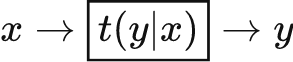 x → t(y|x) → y